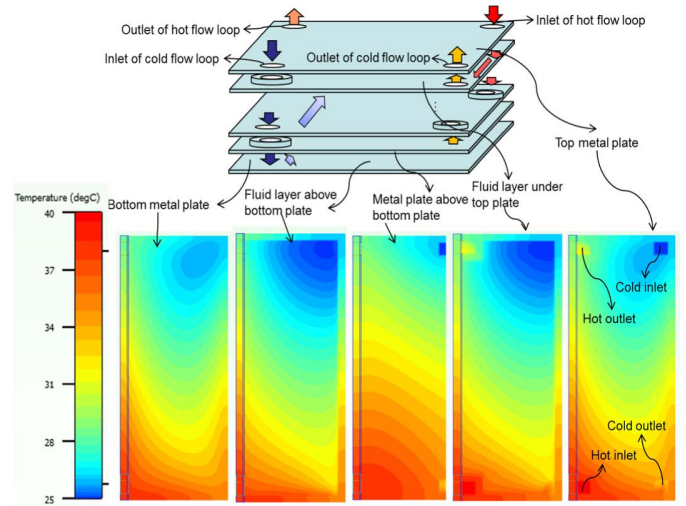 Outlet of hot flow loop
Inlet of hot flow loop
Inlet of cold flow loop
Outlet of cold flow loop
Top metal plate
Temperature (degC)
Bottom metal plate
Fluid layer above
bottom plate
Metal plate above
bottom plate
Fluid layer under
top plate
40
37
34
31
28
25
Cold inlet
Hot outlet
Cold outlet
Hot inlet